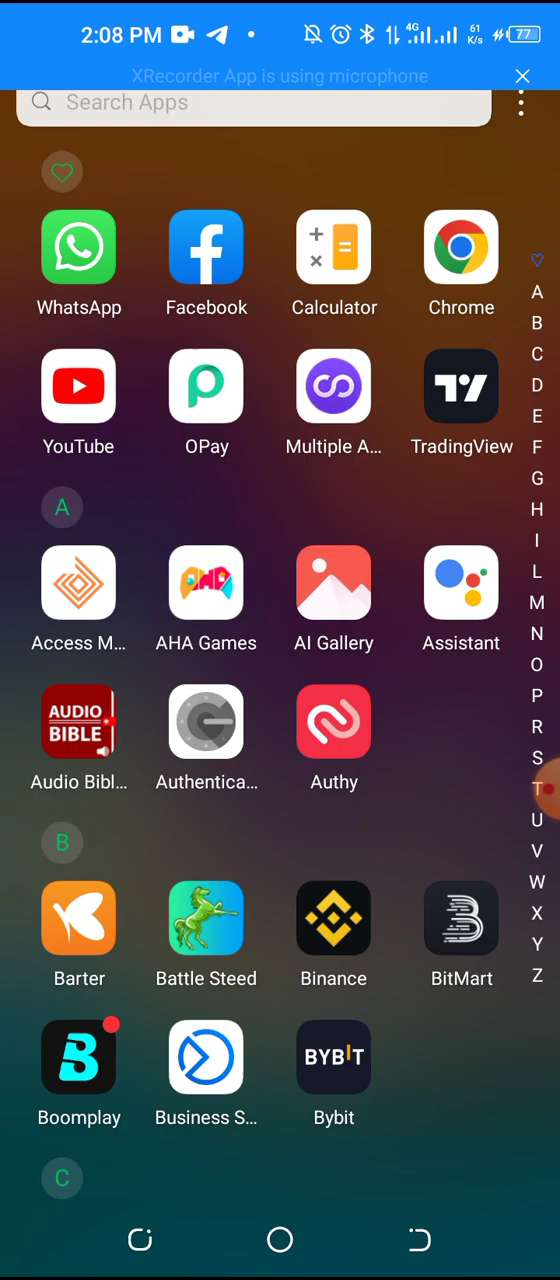 2:08 PM 4G 61 K/s 77
XRecorder App is using microphone
Search Apps
WhatsApp Facebook Calculator Chrome
YouTube OPay Multiple A... TradingView
A
Access M... AHA Games AI Gallery Assistant
AUDIO
BIBLE
Audio Bibl... Authentica... Authy
B
Barter Battle Steed Binance BitMart
BYBIT
Boomplay Business S... Bybit
C
A
B
C
D
E
F
G
H
I
L
M
N
O
P
R
S
T
U
V
W
X
Y
Z